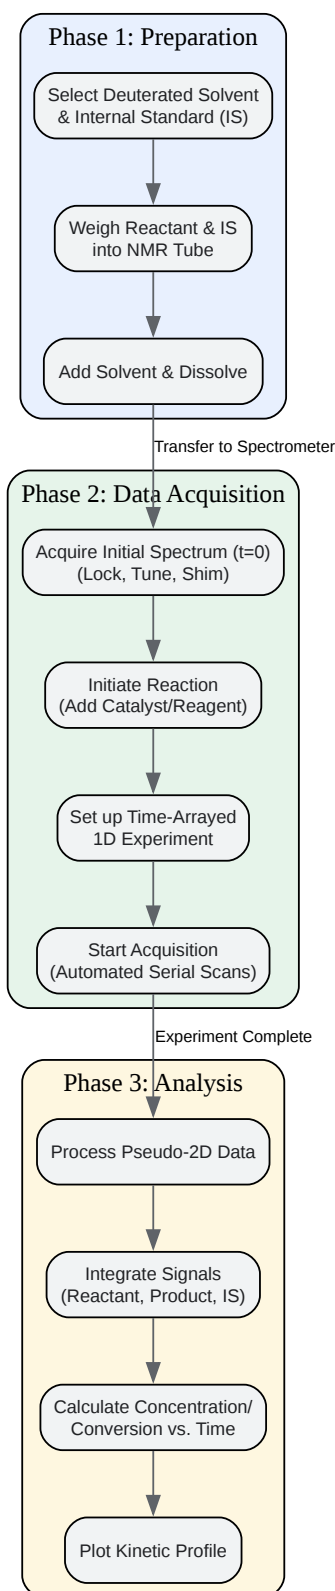 Phase 1: Preparation
Select Deuterated Solvent
& Internal Standard (IS)
Weigh Reactant & IS
into NMR Tube
Add Solvent & Dissolve
Transfer to Spectrometer
Phase 2: Data Acquisition
Acquire Initial Spectrum (t=0)
(Lock, Tune, Shim)
Initiate Reaction
(Add Catalyst/Reagent)
Set up Time-Arrayed
1D Experiment
Start Acquisition
(Automated Serial Scans)
Experiment Complete
Phase 3: Analysis
Process Pseudo-2D Data
Integrate Signals
(Reactant, Product, IS)
Calculate Concentration/
Conversion vs. Time
Plot Kinetic Profile